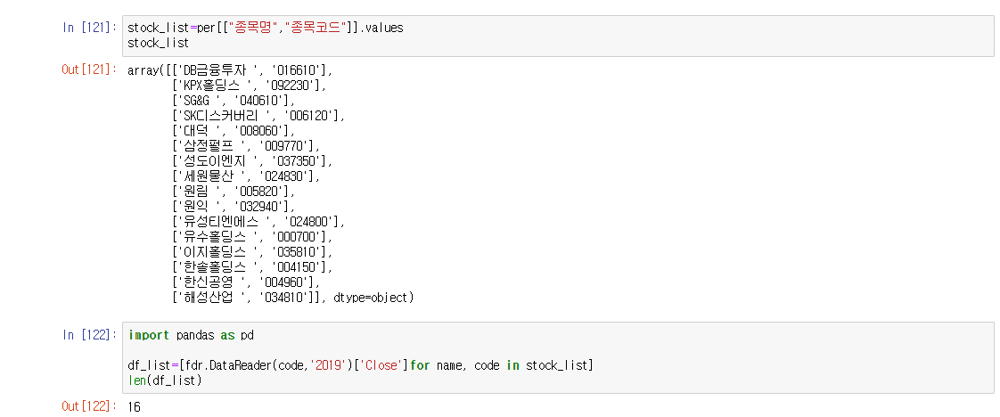 In [121]: stock_list=per[["종목명","종목코드"]].values
stock_list
Out[121]: array([['DB금융투자 ', '016610'],
['KPX홀딩스 ', '092230'],
['SG&G ', '040610'],
['SK디스커버리 ', '006120'],
['대덕 ', '008060'],
['삼정펄프 ', '009770'],
['성도이엔지 ', '037350'],
['세원물산 ', '024830'],
['원림 ', '005820'],
['원익 ', '032940'],
['유성티엔에스 ', '024800'],
['유수홀딩스 ', '000700'],
['이지홀딩스 ', '035810'],
['한솔홀딩스 ', '004150'],
['한신공영 ', '004960'],
['해성산업 ', '034810']], dtype=object)
In [122]: import pandas as pd
df_list=[fdr.DataReader(code,'2019')['Close']for name, code in stock_list]
len(df_list)
Out[122]: 16